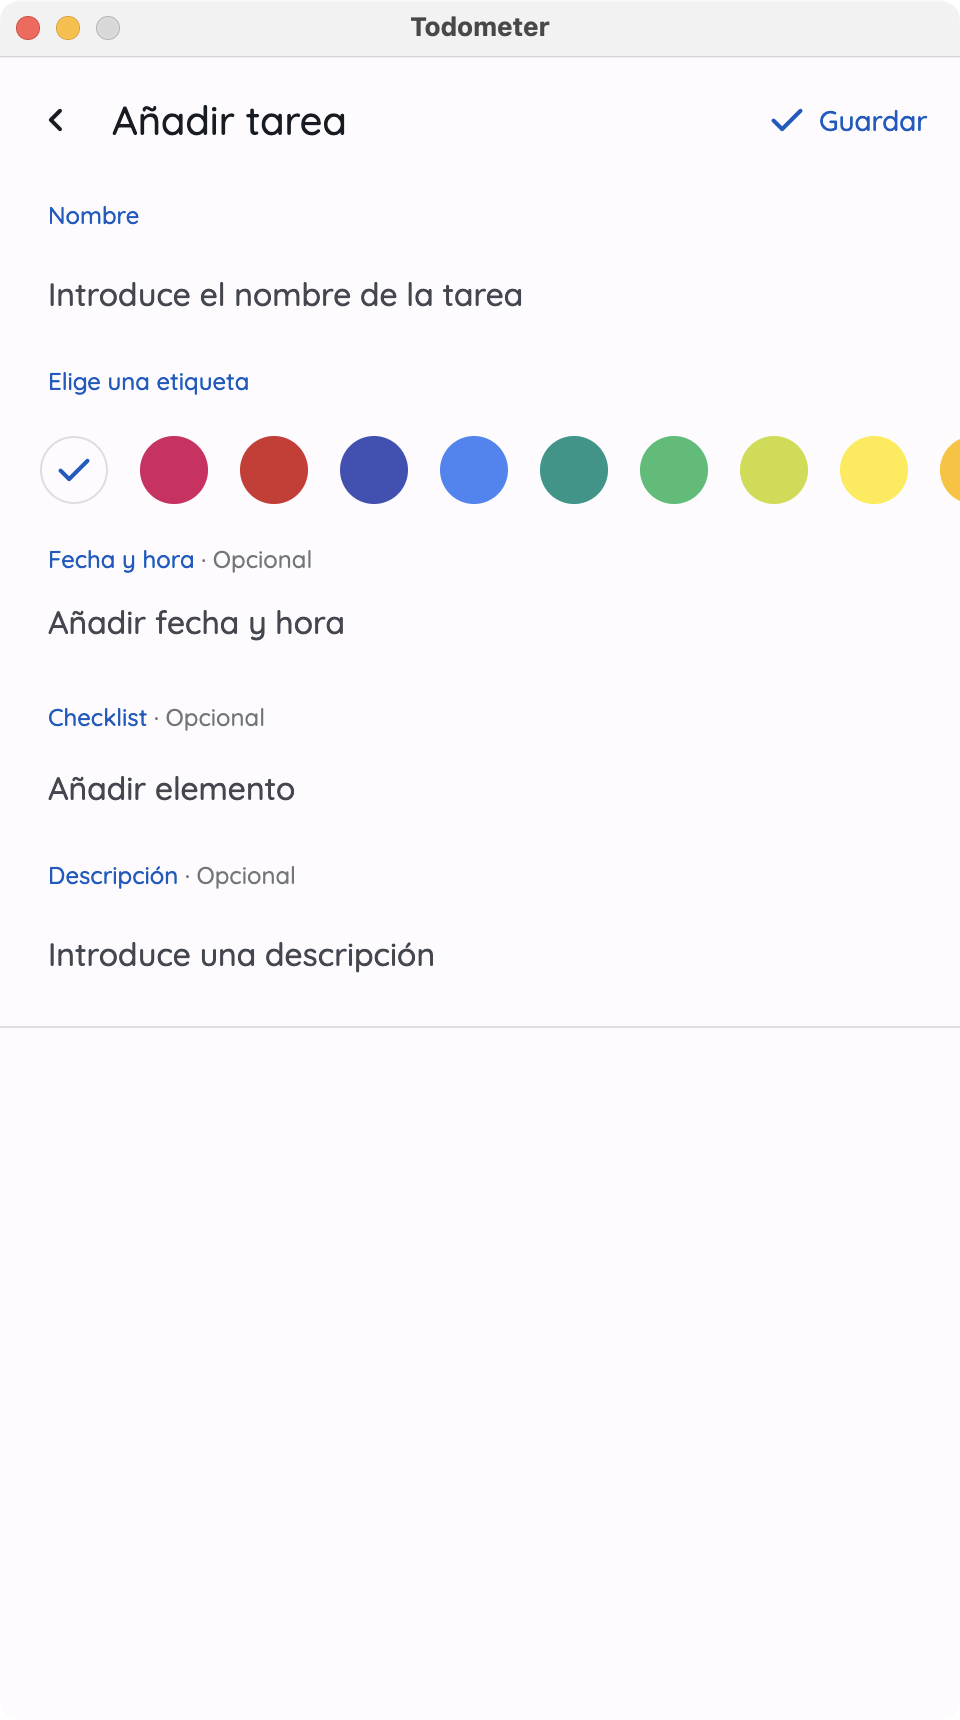 Todometer
Añadir tarea
Guardar
Nombre
Introduce el nombre de la tarea
Elige una etiqueta
Fecha y hora · Opcional
Añadir fecha y hora
Checklist · Opcional
Añadir elemento
Descripción · Opcional
Introduce una descripción